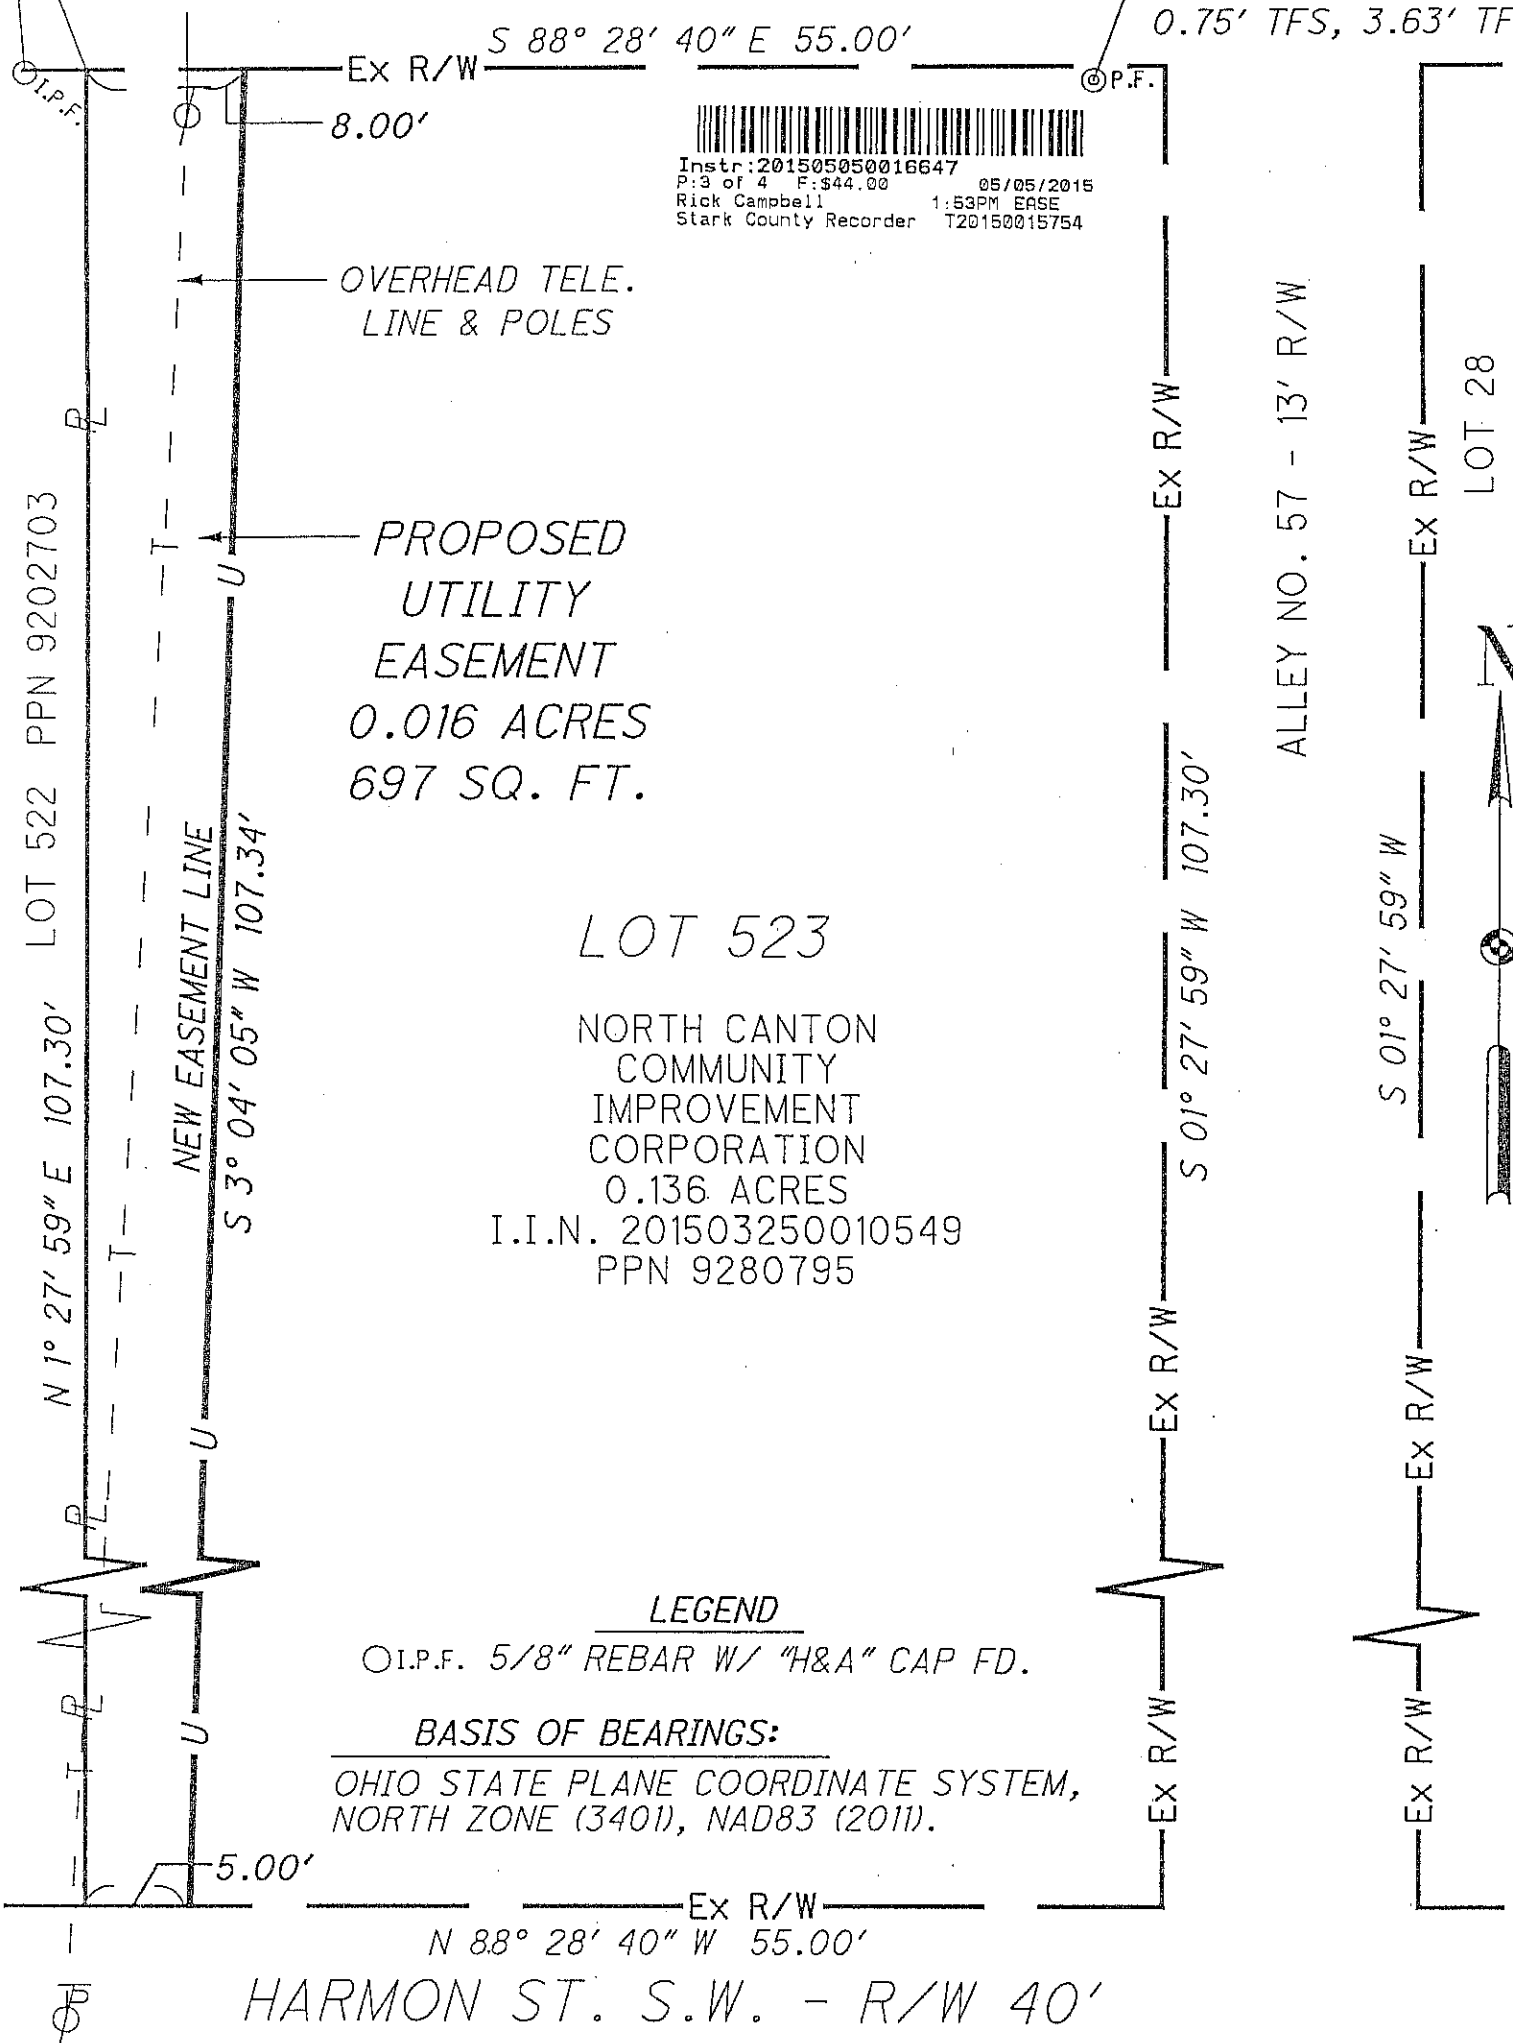 S 88° 28' 40" E 55.00'
0.75' TFS, 3.63' TF
Ex R/W
I.P.F.
P.F.
8.00'
Instr:201505050016647
P:3 of 4 F:$44.00 05/05/2015
Rick Campbell 1:53PM EASE
Stark County Recorder T20150015754
OVERHEAD TELE.
LINE & POLES
ALLEY NO. 57 - 13' R/W
LOT 28
Ex R/W
Ex R/W
PL
LOT 522 PPN 9202703
T
U
PROPOSED
UTILITY
EASEMENT
0.016 ACRES
697 SQ. FT.
N
NEW EASEMENT LINE
S 3° 04' 05" W 107.34'
S 01° 27' 59" W 107.30'
S 01° 27' 59" W
LOT 523
NORTH CANTON
COMMUNITY
IMPROVEMENT
CORPORATION
0.136 ACRES
I.I.N. 201503250010549
PPN 9280795
N 1° 27' 59" E 107.30'
T
Ex R/W
Ex R/W
U
PL
LEGEND
I.P.F. 5/8" REBAR W/ "H&A" CAP FD.
PL
U
BASIS OF BEARINGS:
OHIO STATE PLANE COORDINATE SYSTEM,
NORTH ZONE (3401), NAD83 (2011).
T
Ex R/W
Ex R/W
5.00'
Ex R/W
N 88° 28' 40" W 55.00'
HARMON ST. S.W. - R/W 40'
P